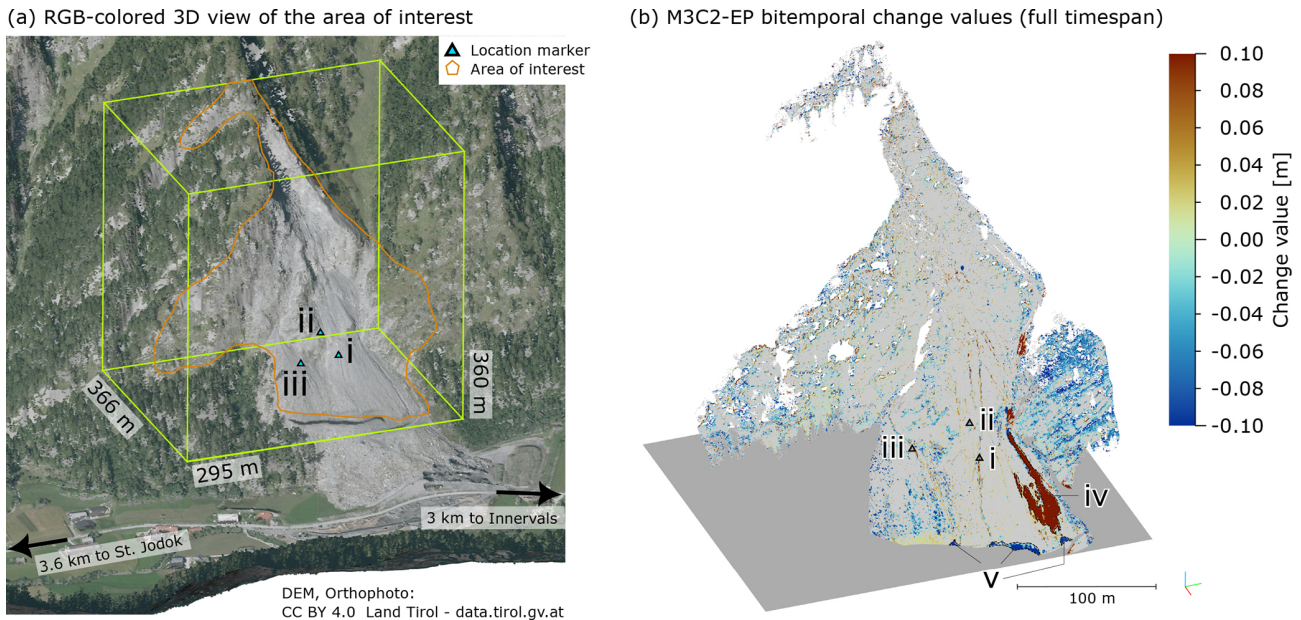 (a) RGB-colored 3D view of the area of interest
Location marker
Area of interest
ii
i
iii
366 m
295 m
360 m
3 km to Innervals
3.6 km to St. Jodok
DEM, Orthophoto:
CC BY 4.0 Land Tirol - data.tirol.gv.at
(b) M3C2-EP bitemporal change values (full timespan)
0.10
0.08
0.06
0.04
0.02
0.00
-0.02
-0.04
-0.06
-0.08
-0.10
Change value [m]
ii
iii
i
iv
v
100 m